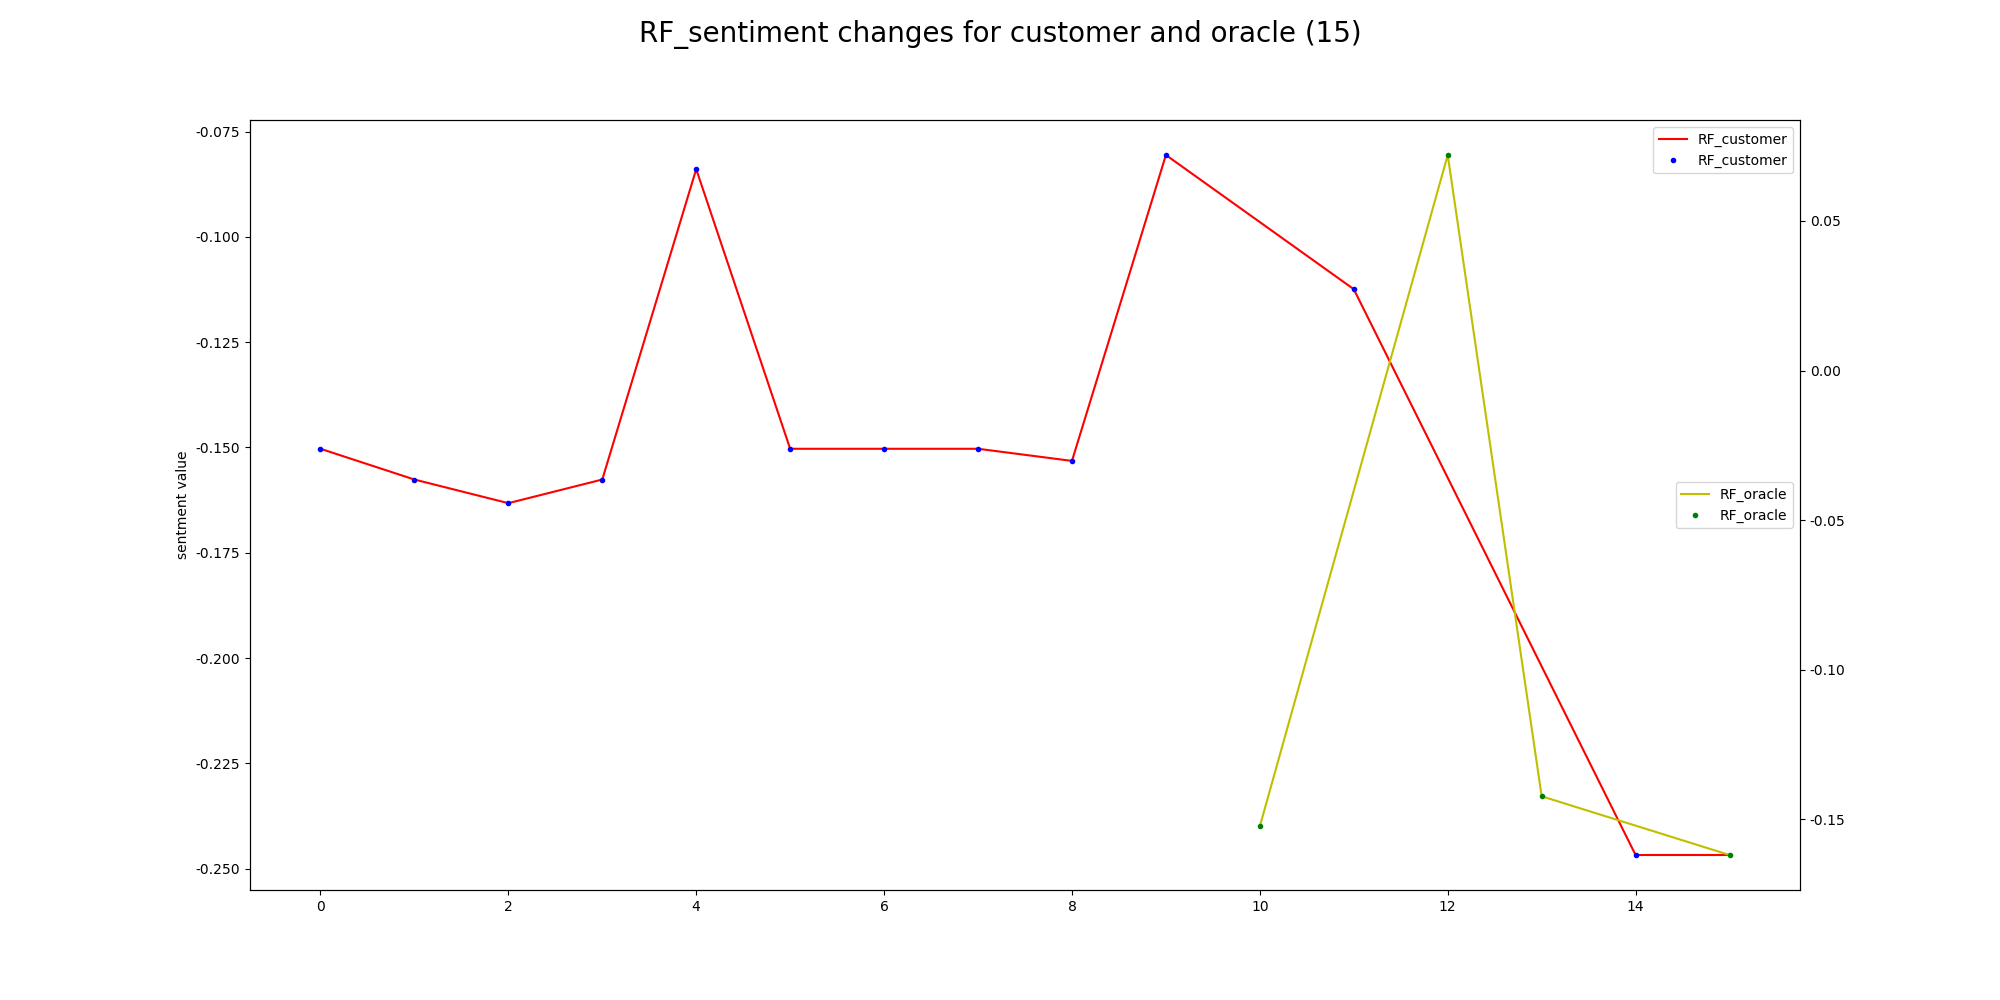 RF_sentiment changes for customer and oracle (15)
-0.075
-0.100
-0.125
-0.150
-0.175
-0.200
-0.225
-0.250
sentment value
RF_customer
RF_customer
RF_oracle
RF_oracle
0.05
0.00
-0.05
-0.10
-0.15
0 2 4 6 8 10 12 14